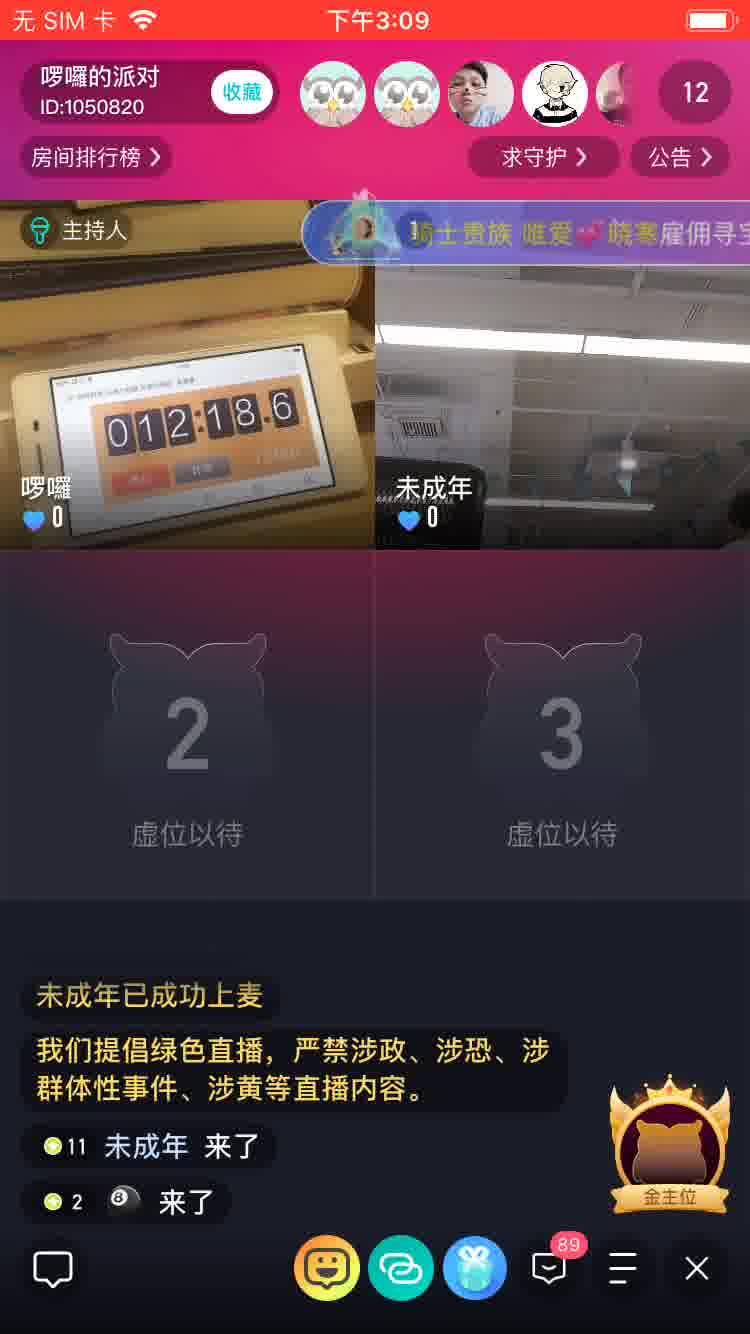 无 SIM 卡
下午3:09
啰囉的派对
ID:1050820
收藏
12
房间排行榜
求守护
公告
主持人
骑士贵族 唯爱💕晓寒雇佣寻宝
012:18.6
啰囉
0
未成年
0
2
3
虚位以待
虚位以待
未成年已成功上麦
我们提倡绿色直播，严禁涉政、涉恐、涉
群体性事件、涉黄等直播内容。
11 未成年 来了
2 🎱 来了
金主位
89